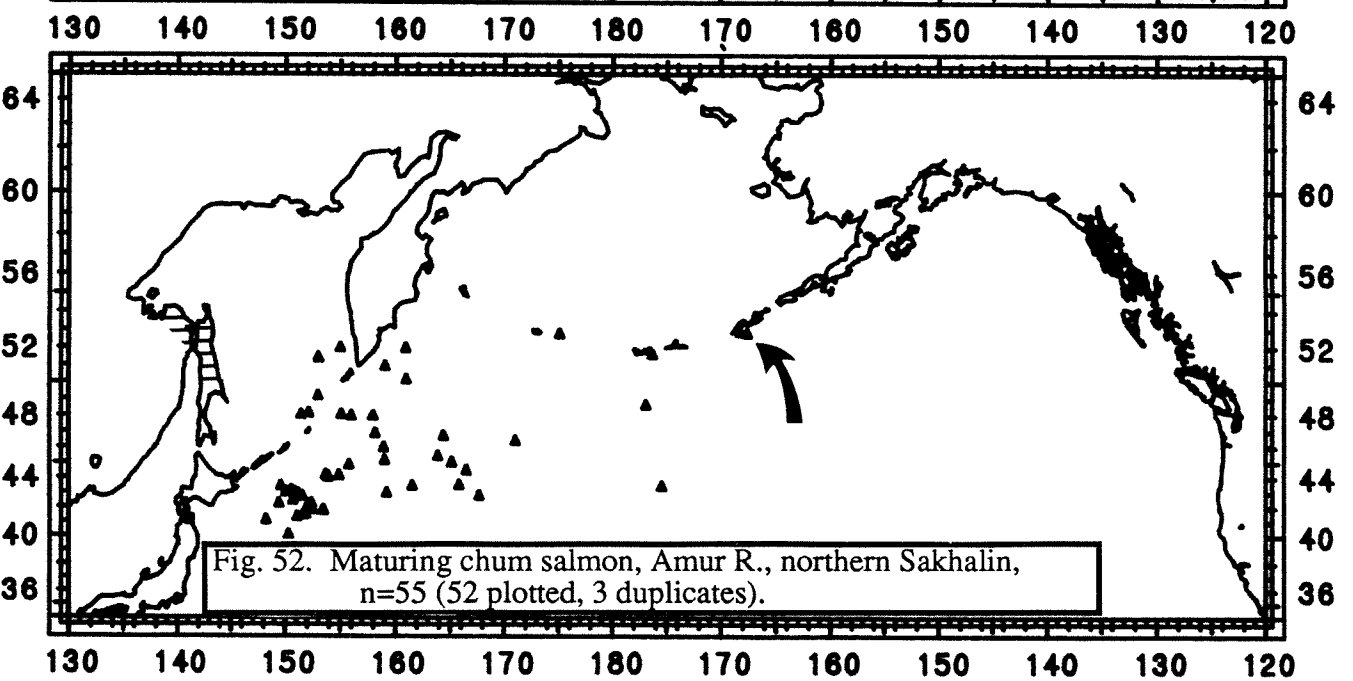 130 140 150 160 170 180 170 160 150 140 130 120
64 64
60 60
56 56
52 52
48 48
44 44
40 40
36 36
Fig. 52. Maturing chum salmon, Amur R., northern Sakhalin,
n=55 (52 plotted, 3 duplicates).
130 140 150 160 170 180 170 160 150 140 130 120